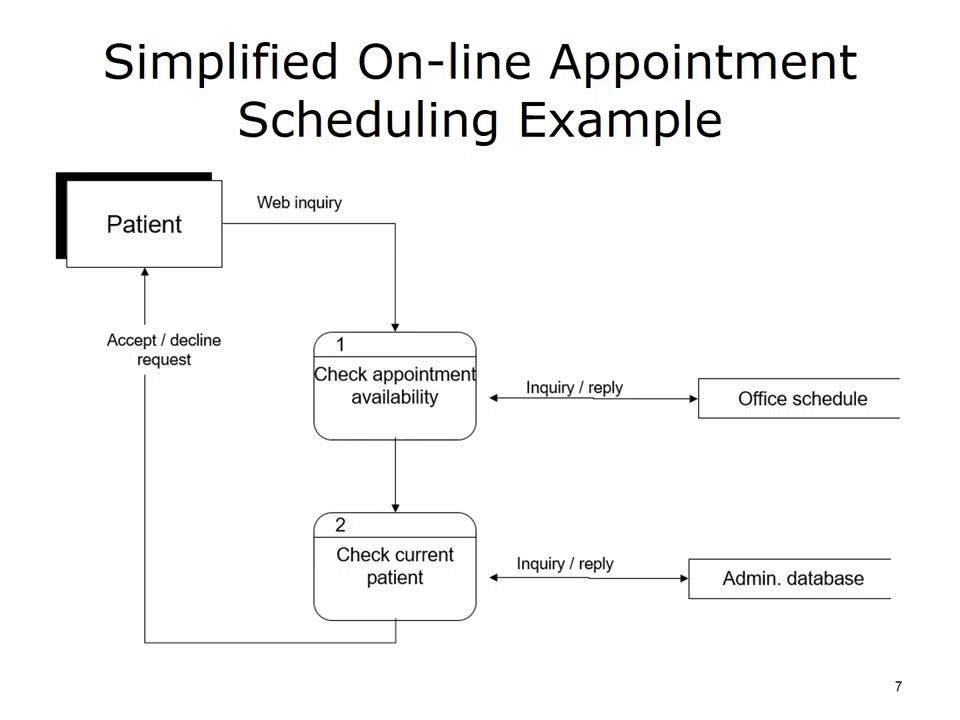 Simplified On-line Appointment
Scheduling Example
Patient
Web inquiry
Accept / decline
request
1
Check appointment
availability
Inquiry / reply
Office schedule
2
Check current
patient
Inquiry / reply
Admin. database
7